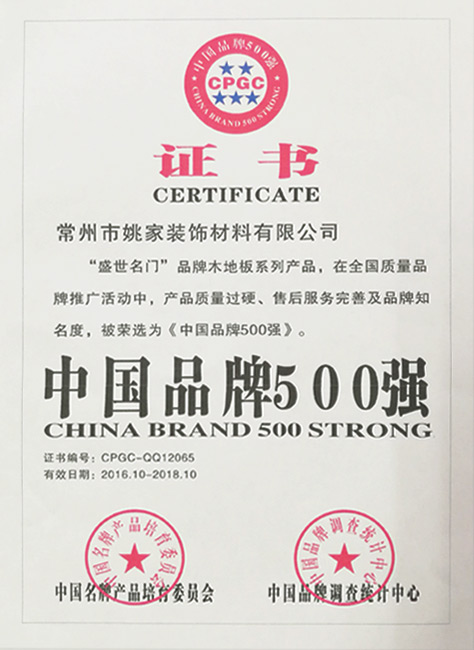 中国品牌500强
CPGC
CHINA BRAND 500 STRONG
证书
CERTIFICATE
常州市姚家装饰材料有限公司
“盛世名门”品牌木地板系列产品，在全国质量品
牌推广活动中，产品质量过硬、售后服务完善及品牌知
名度，被荣选为《中国品牌500强》。
中国品牌500强
CHINA BRAND 500 STRONG
证书编号：CPGC-QQ12065
有效日期：2016.10-2018.10
中国名牌产品培育委员会
中国品牌调查统计中心
中国名牌产品培育委员会
中国品牌调查统计中心